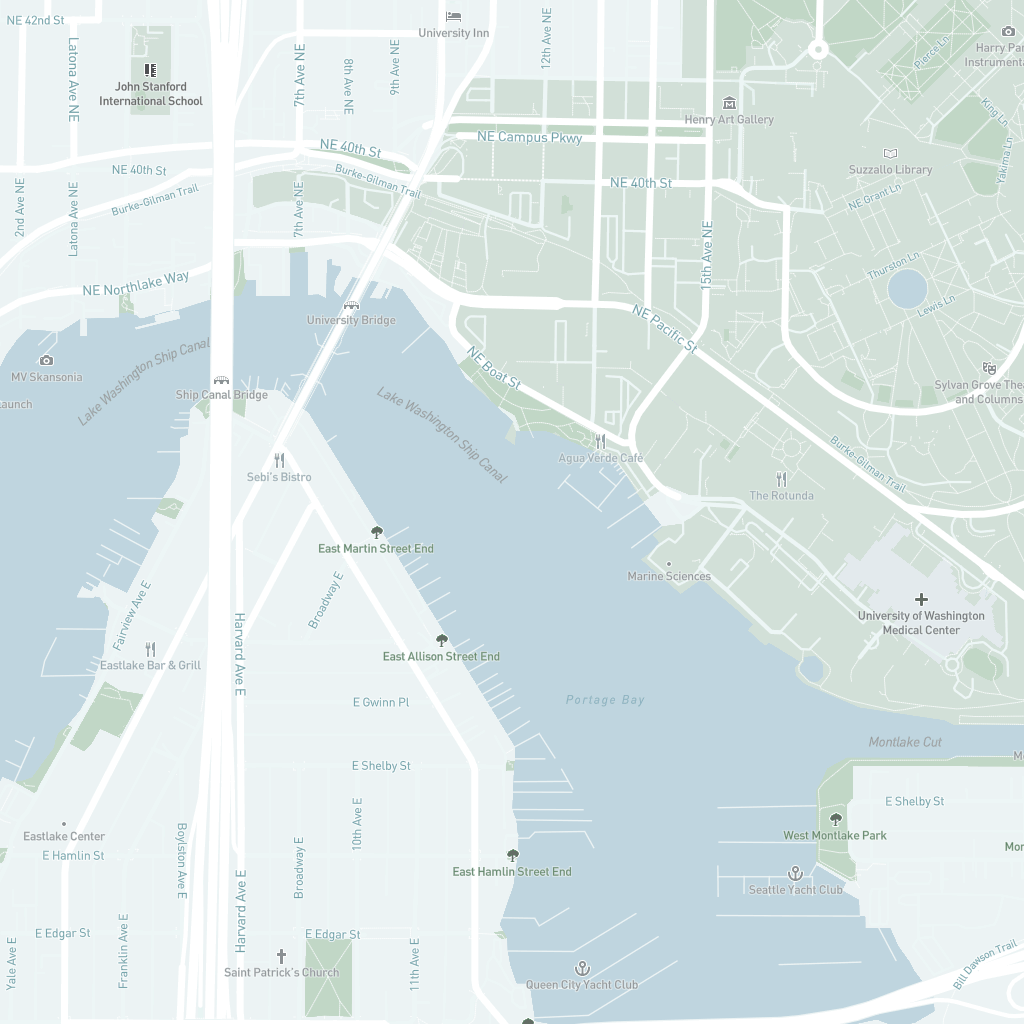 NE 42nd St
University Inn
12th Ave NE
Pierce Ln
Harry Par
Instrumenta
Latona Ave NE
John Stanford
International School
7th Ave NE
8th Ave NE
9th Ave NE
Henry Art Gallery
King Ln
Yakima Ln
NE Campus Pkwy
NE 40th St
NE 40th St
Burke-Gilman Trail
Suzzallo Library
NE 40th St
NE Grant Ln
2nd Ave NE
Latona Ave NE
Burke-Gilman Trail
7th Ave NE
15th Ave NE
Thurston Ln
Lewis Ln
NE Northlake Way
University Bridge
NE Pacific St
Lake Washington Ship Canal
MV Skansonia
aunch
Ship Canal Bridge
NE Boat St
Sylvan Grove Thea
and Columns
Lake Washington Ship Canal
Agua Verde Café
Burke-Gilman Trail
Sebi's Bistro
The Rotunda
East Martin Street End
Marine Sciences
Fairview Ave E
Broadway E
University of Washington
Medical Center
Harvard Ave E
Eastlake Bar & Grill
East Allison Street End
E Gwinn Pl
Portage Bay
Montlake Cut
Mo
E Shelby St
E Shelby St
Eastlake Center
10th Ave E
West Montlake Park
Mor
E Hamlin St
Boylston Ave E
Broadway E
East Hamlin Street End
Seattle Yacht Club
Harvard Ave E
E Edgar St
E Edgar St
Yale Ave E
Franklin Ave E
Saint Patrick's Church
11th Ave E
Queen City Yacht Club
Bill Dawson Trail